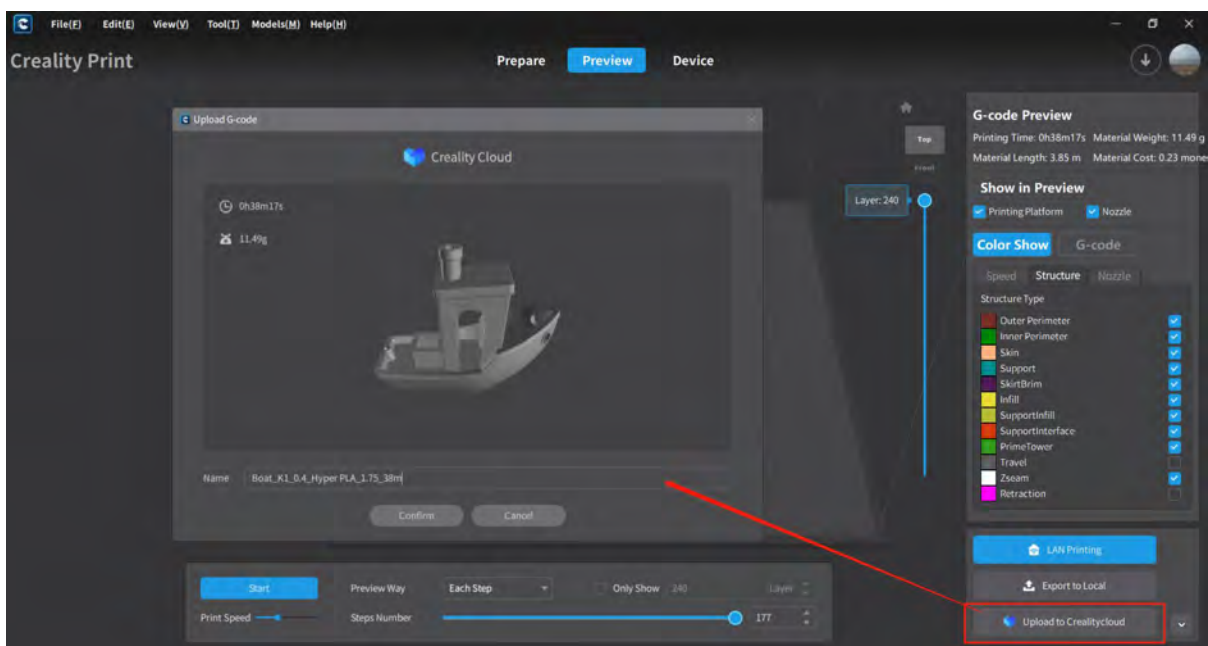 File(F) Edit(E) View(V) Tool(T) Models(M) Help(H)
Creality Print
Prepare Preview Device
Upload G-code
Creality Cloud
0h38m17s
11.49g
Name Boat_K1_0.4_Hyper PLA_1.75_38m
Confirm Cancel
Top
Front
Layer: 240
G-code Preview
Printing Time: 0h38m17s Material Weight: 11.49 g
Material Length: 3.85 m Material Cost: 0.23 mone
Show in Preview
Printing Platform Nozzle
Color Show G-code
Speed Structure Nozzle
Structure Type
Outer Perimeter
Inner Perimeter
Skin
Support
SkirtBrim
Infill
SupportInfill
SupportInterface
PrimeTower
Travel
Zseam
Retraction
LAN Printing
Export to Local
Upload to Crealitycloud
Start Preview Way Each Step Only Show 240 Layer
Print Speed Steps Number 177